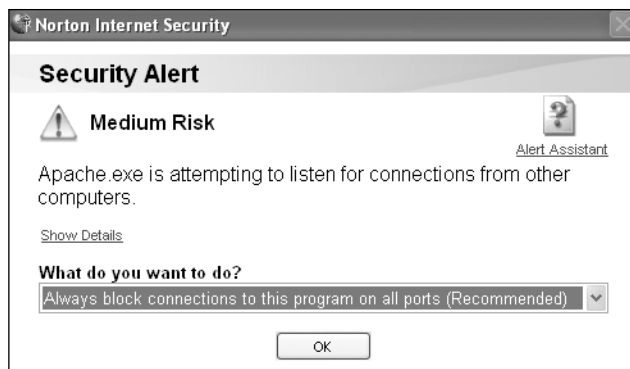 Norton Internet Security
Security Alert
Medium Risk
Alert Assistant
Apache.exe is attempting to listen for connections from other
computers.
Show Details
What do you want to do?
Always block connections to this program on all ports (Recommended)
OK